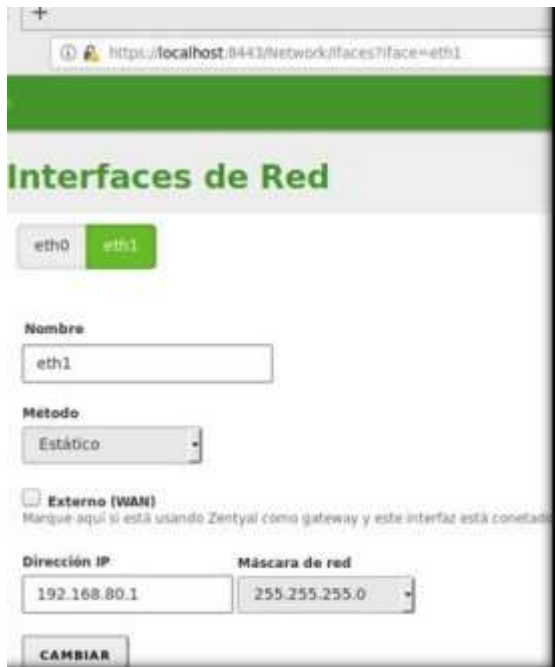 +
https://localhost:8443/Network/Ifaces?iface=eth1
Interfaces de Red
eth0 eth1
Nombre
eth1
Método
Estático
Externo (WAN)
Marque aquí si está usando Zentyal como gateway y este interfaz está conetado
Dirección IP Máscara de red
192.168.80.1 255.255.255.0
CAMBIAR